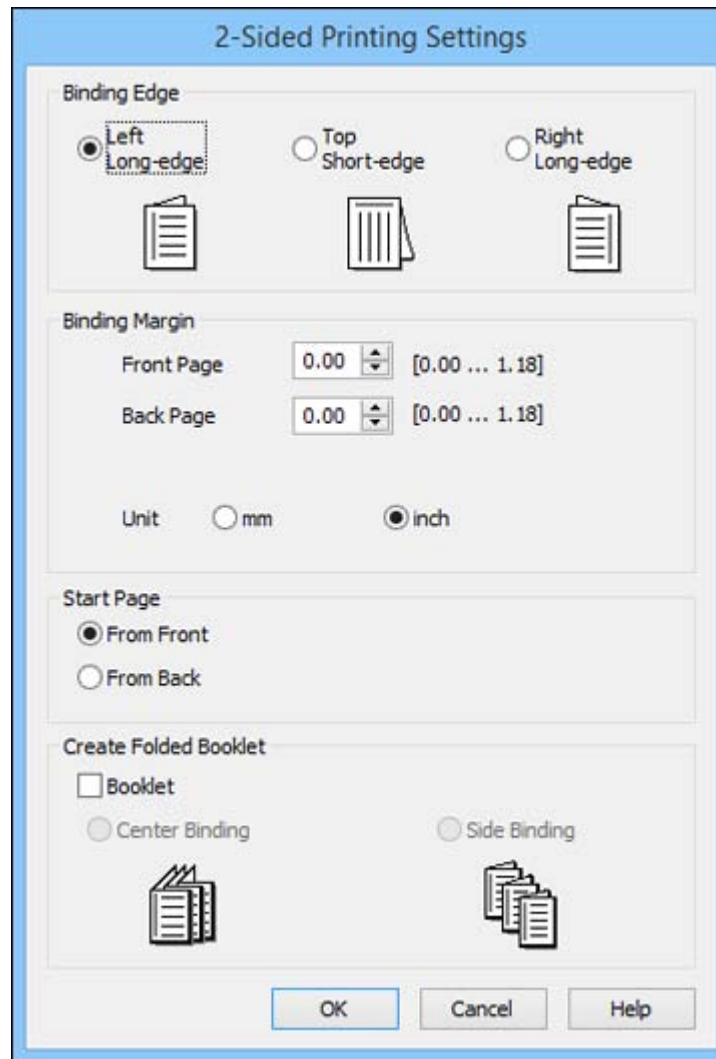 2-Sided Printing Settings
Binding Edge
Left
Long-edge
Top
Short-edge
Right
Long-edge
Binding Margin
Front Page 0.00 [0.00 ... 1.18]
Back Page 0.00 [0.00 ... 1.18]
Unit mm inch
Start Page
From Front
From Back
Create Folded Booklet
Booklet
Center Binding Side Binding
OK Cancel Help